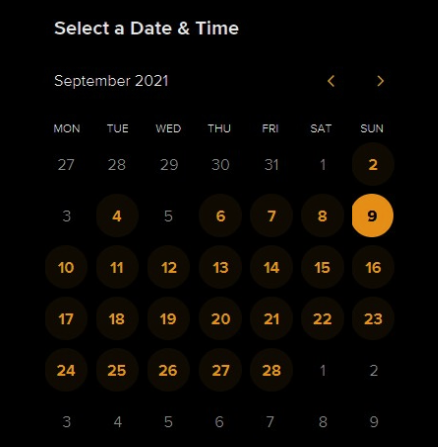 Select a Date & Time
September 2021
MON TUE WED THU FRI SAT SUN
27 28 29 30 31 1 2
3 4 5 6 7 8 9
10 11 12 13 14 15 16
17 18 19 20 21 22 23
24 25 26 27 28 1 2
3 4 5 6 7 8 9